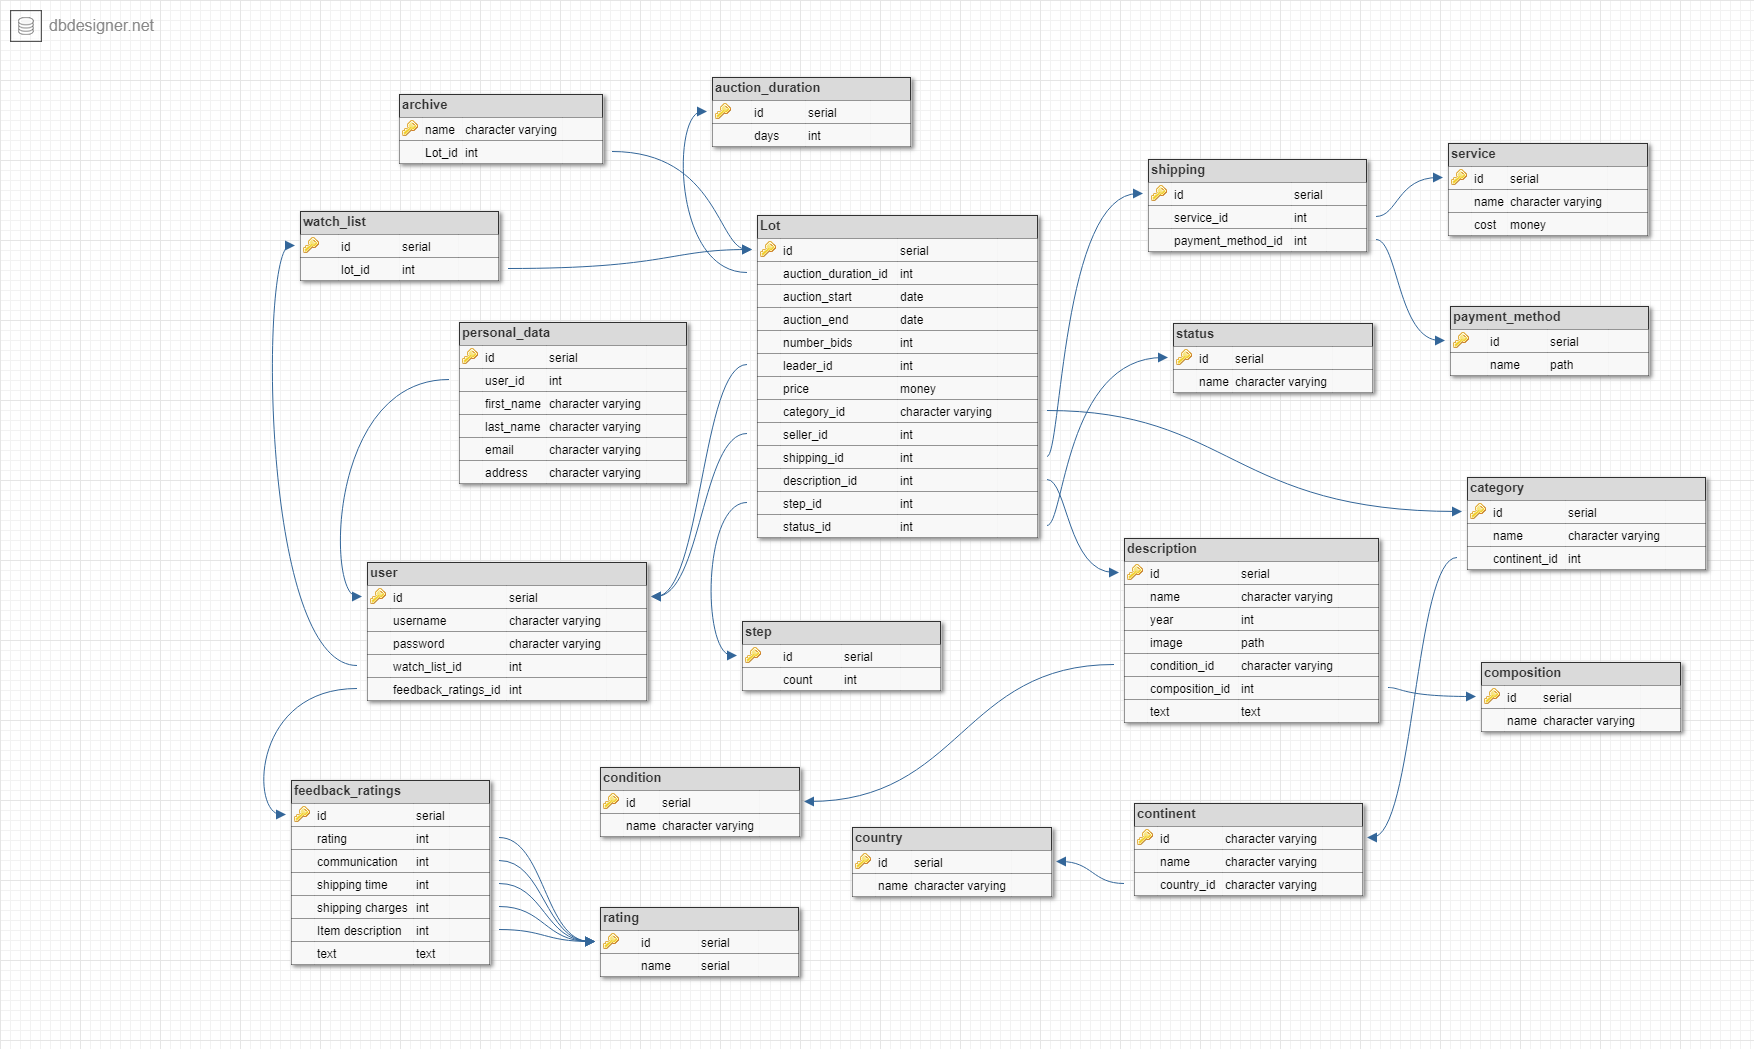 dbdesigner.net
archive
name character varying
Lot_id int
auction_duration
id serial
days int
watch_list
id serial
lot_id int
personal_data
id serial
user_id int
first_name character varying
last_name character varying
email character varying
address character varying
Lot
id serial
auction_duration_id int
auction_start date
auction_end date
number_bids int
leader_id int
price money
category_id character varying
seller_id int
shipping_id int
description_id int
step_id int
status_id int
shipping
id serial
service_id int
payment_method_id int
service
id serial
name character varying
cost money
payment_method
id serial
name path
status
id serial
name character varying
category
id serial
name character varying
continent_id int
description
id serial
name character varying
year int
image path
condition_id character varying
composition_id int
text text
composition
id serial
name character varying
user
id serial
username character varying
password character varying
watch_list_id int
feedback_ratings_id int
step
id serial
count int
feedback_ratings
id serial
rating int
communication int
shipping time int
shipping charges int
Item description int
text text
condition
id serial
name character varying
rating
id serial
name serial
country
id serial
name character varying
continent
id character varying
name character varying
country_id character varying